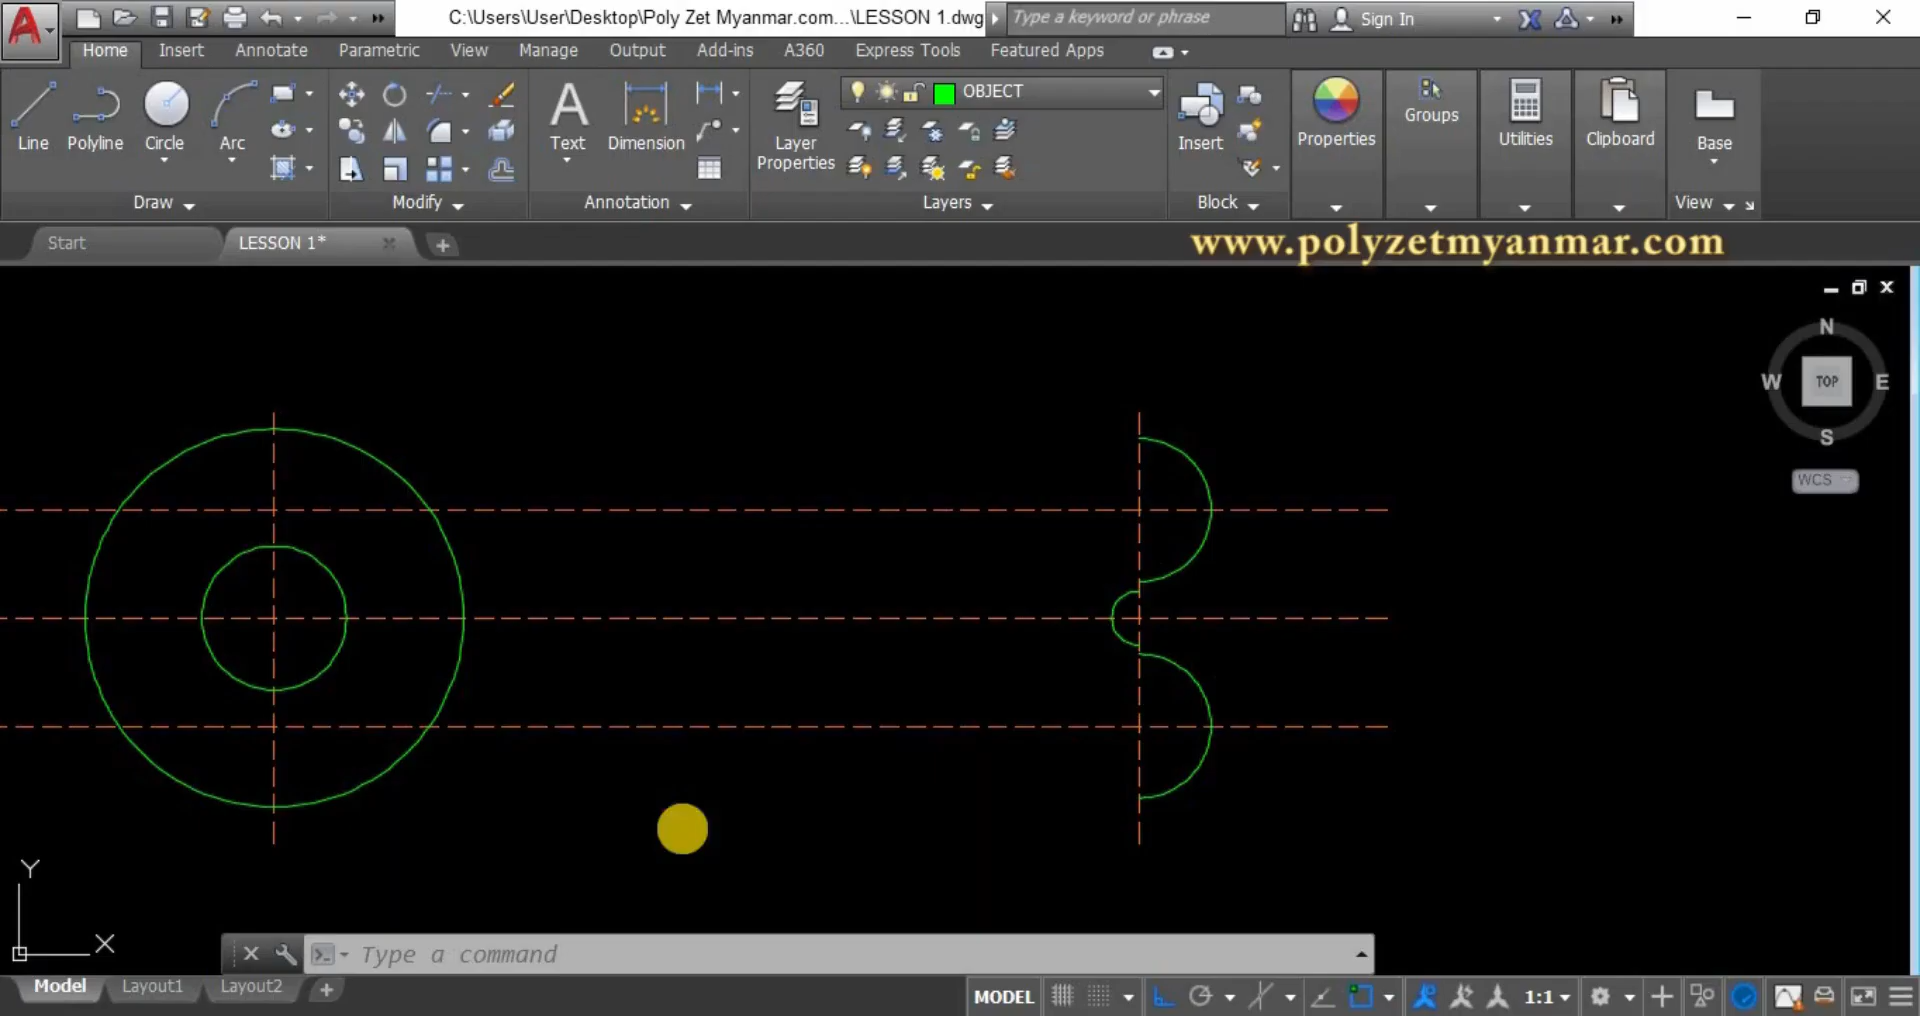 C:\Users\User\Desktop\Poly Zet Myanmar.com...\LESSON 1.dwg
Type a keyword or phrase
Sign In
Home Insert Annotate Parametric View Manage Output Add-ins A360 Express Tools Featured Apps
OBJECT
Line Polyline Circle Arc
Text Dimension
Layer
Properties
Insert
Properties
Groups
Utilities
Clipboard
Base
Draw Modify Annotation Layers Block View
Start LESSON 1*
www.polyzetmyanmar.com
N
W TOP E
S
WCS
Y
X
Type a command
Model Layout1 Layout2
MODEL 1:1